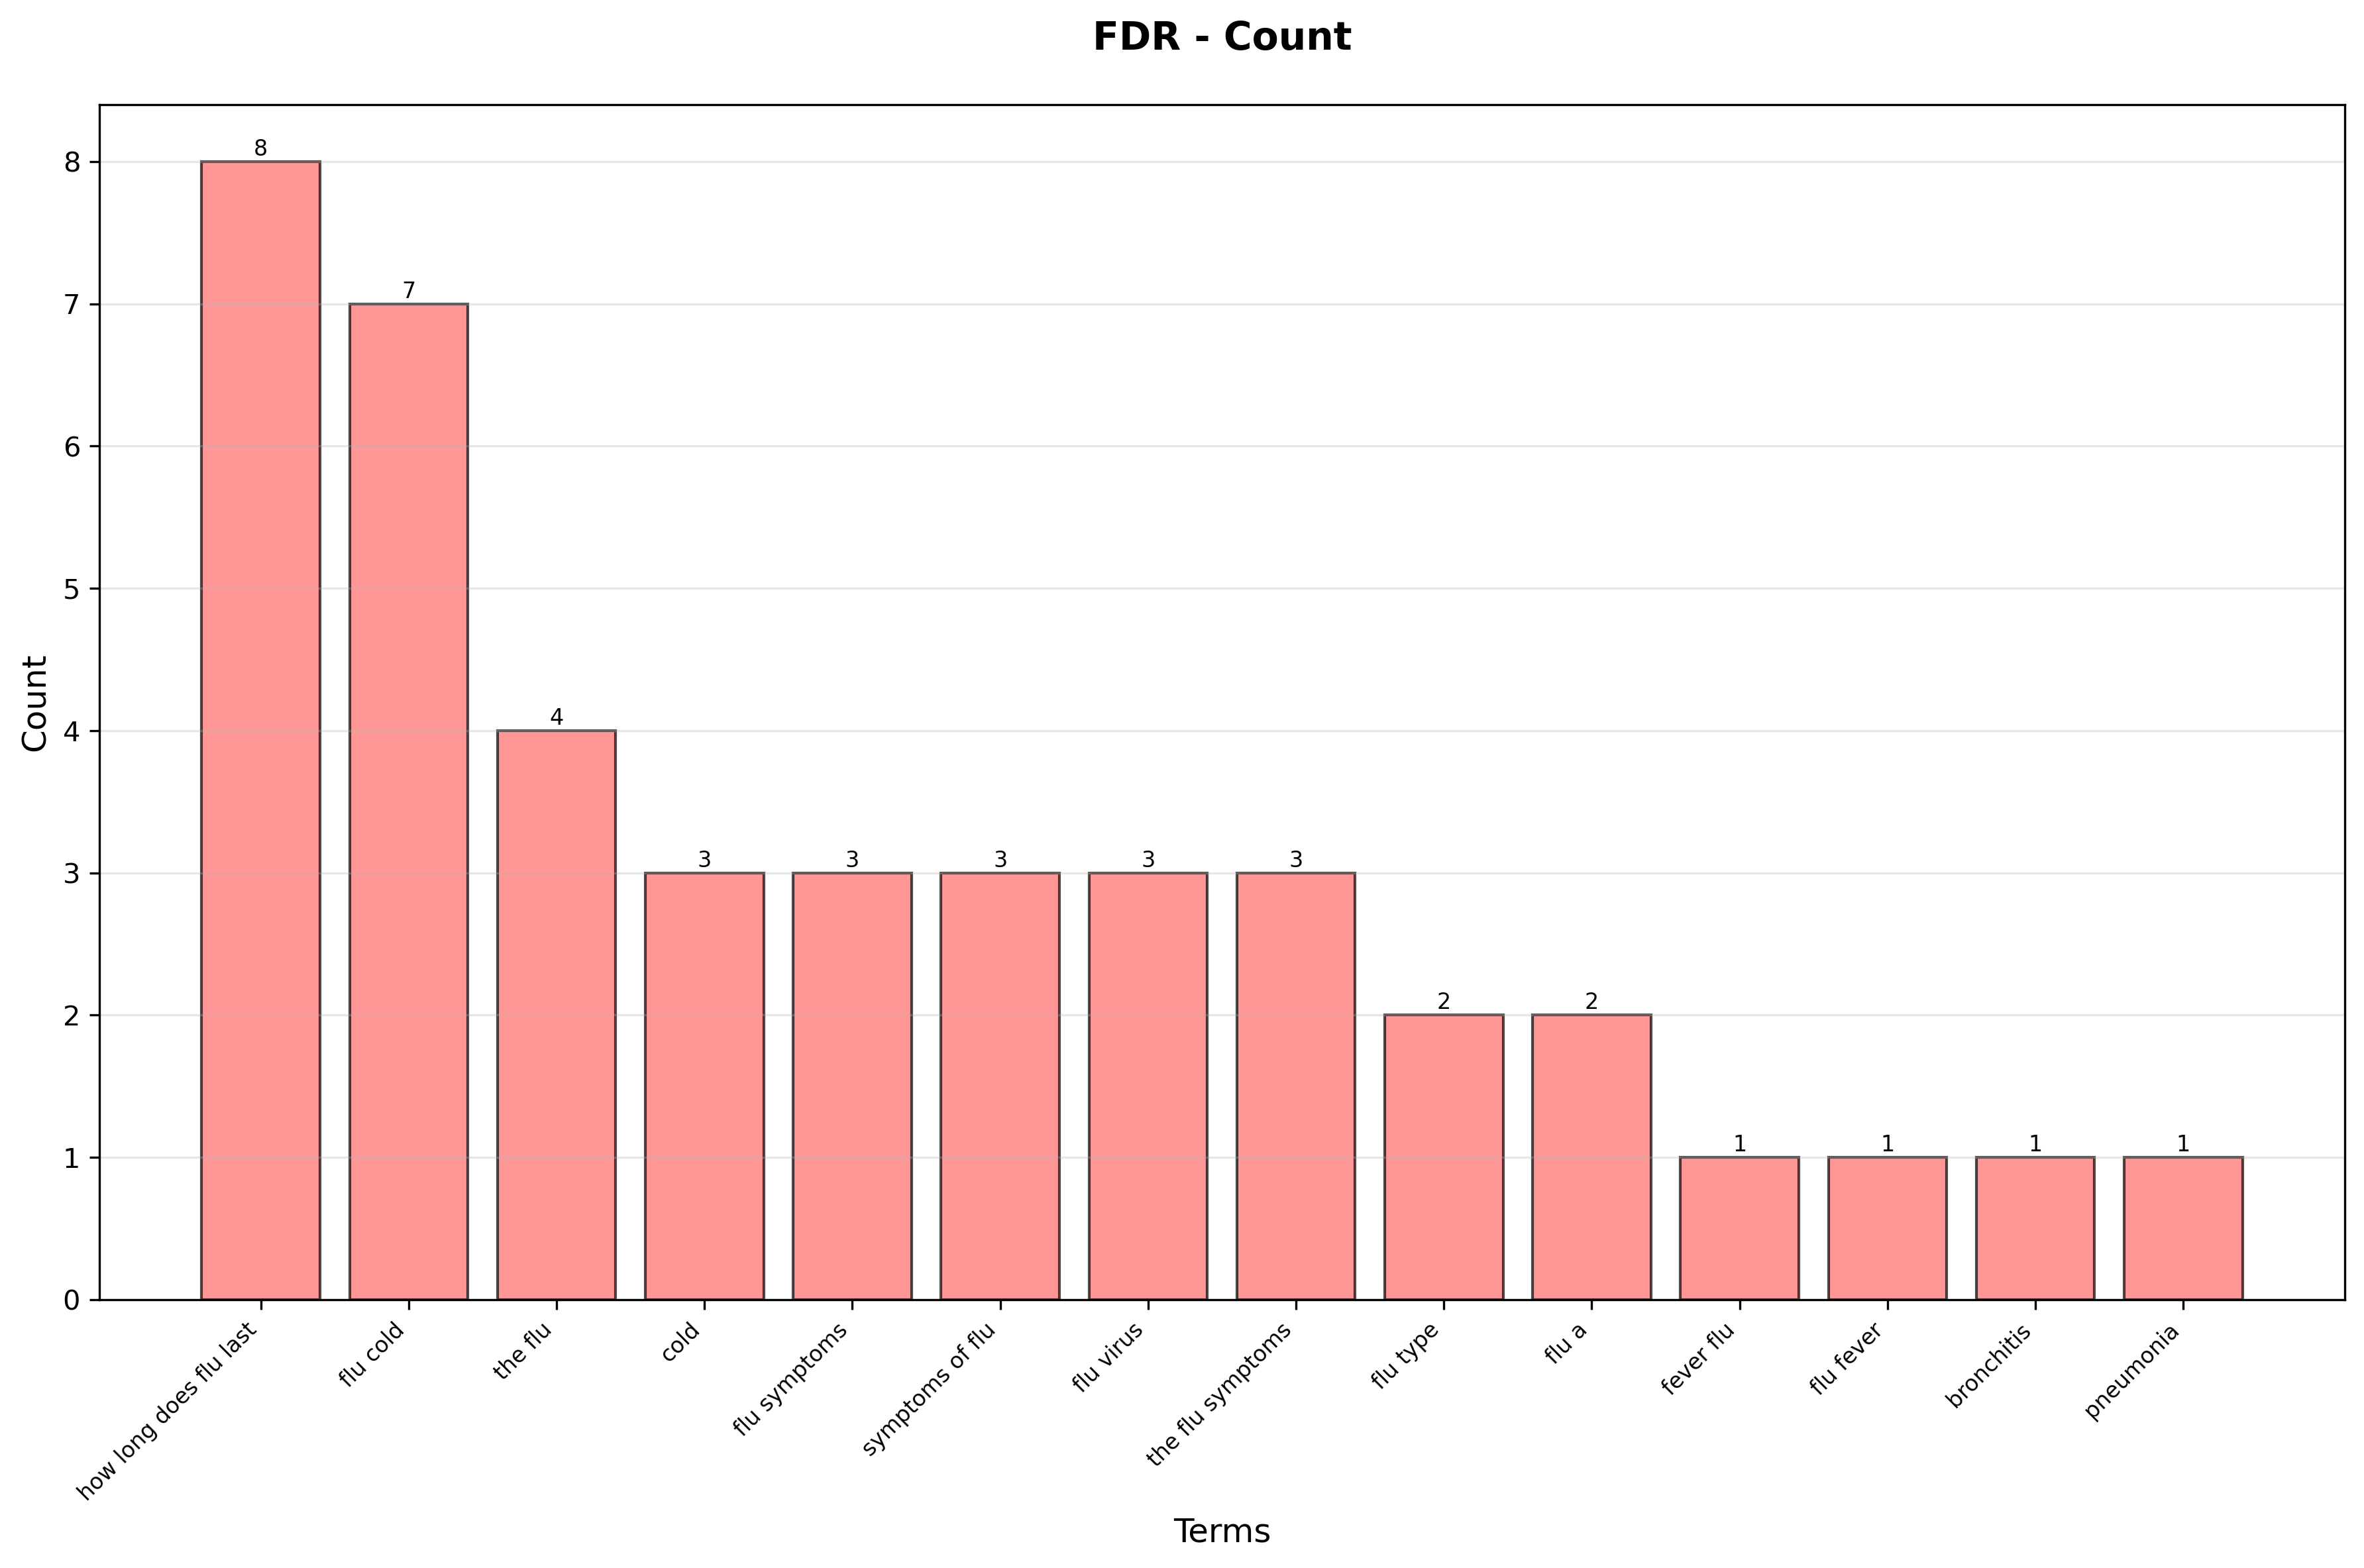 FDR - Count
Count
8
7
6
5
4
3
2
1
0
8
7
4
3
3
3
3
3
2
2
1
1
1
1
how long does flu last
flu cold
the flu
cold
flu symptoms
symptoms of flu
flu virus
the flu symptoms
flu type
flu a
fever flu
flu fever
bronchitis
pneumonia
Terms